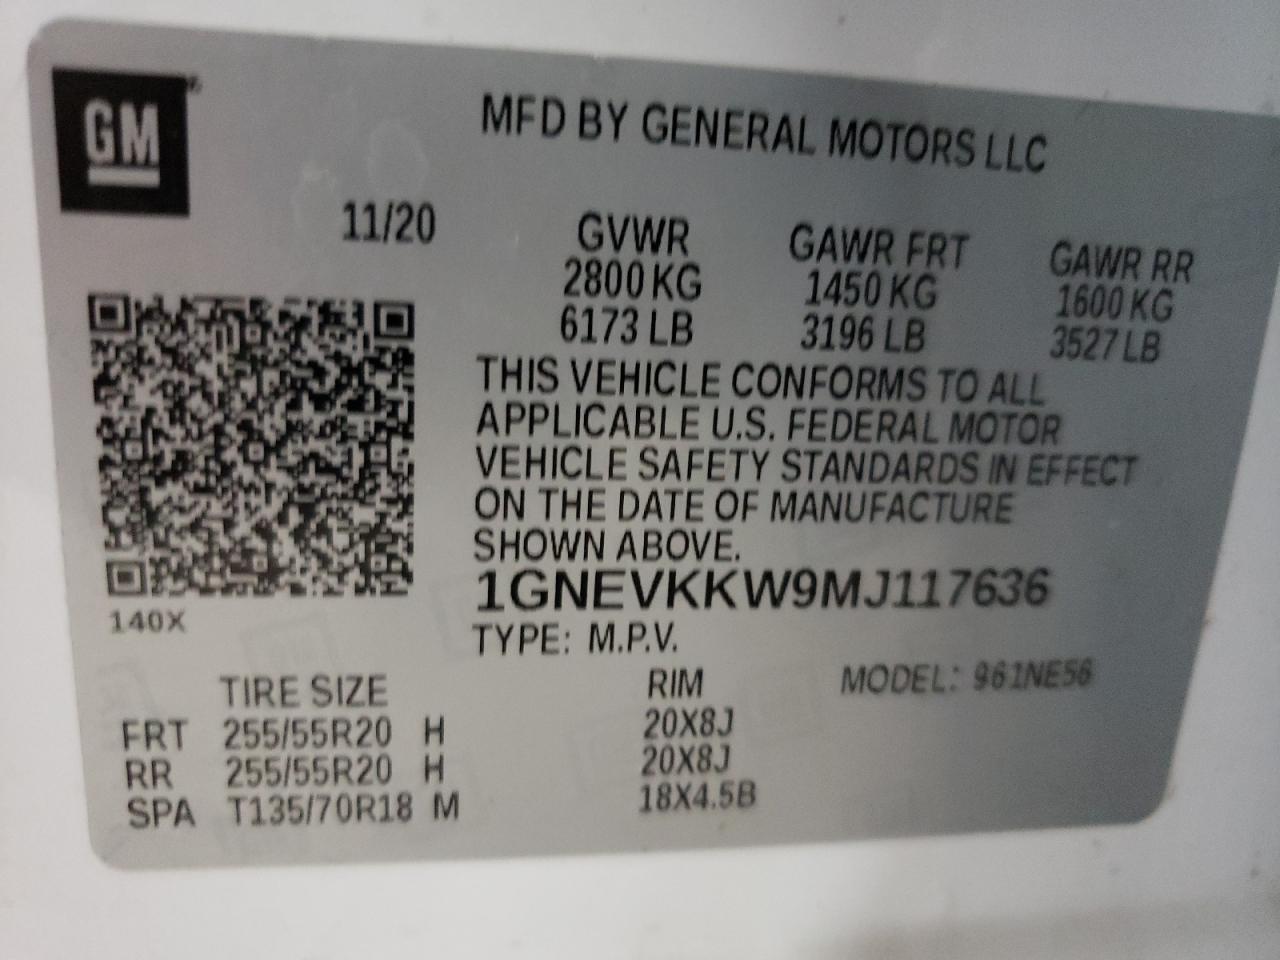 GM
MFD BY GENERAL MOTORS LLC
11/20
GVWR GAWR FRT GAWR RR
2800 KG 1450 KG 1600 KG
6173 LB 3196 LB 3527 LB
THIS VEHICLE CONFORMS TO ALL
APPLICABLE U.S. FEDERAL MOTOR
VEHICLE SAFETY STANDARDS IN EFFECT
ON THE DATE OF MANUFACTURE
SHOWN ABOVE.
1GNEVKKW9MJ117636
140X
TYPE: M.P.V.
MODEL: 961NE56
TIRE SIZE RIM
FRT 255/55R20 H 20X8J
RR 255/55R20 H 20X8J
SPA T135/70R18 M 18X4.5B